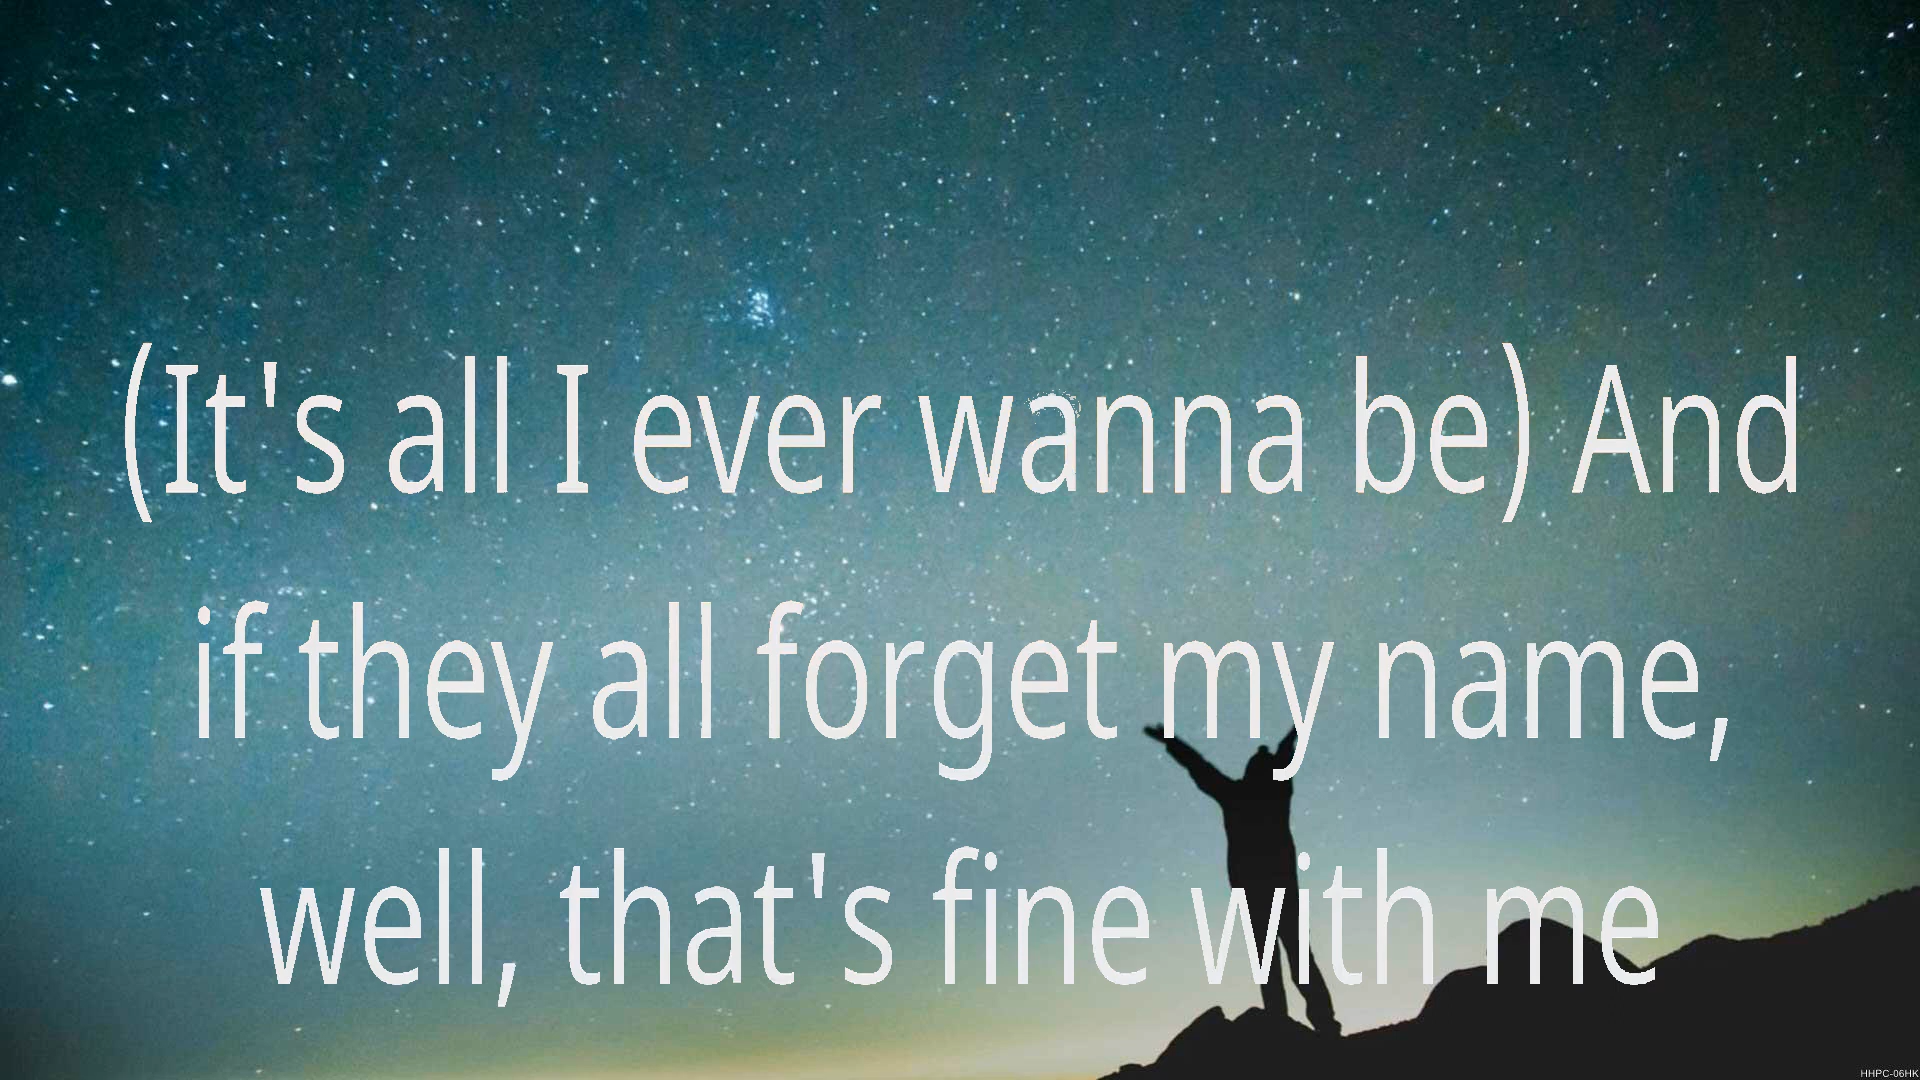 (It's all I ever wanna be) And
if they all forget my name,
well, that's fine with me
HHPC-06HK